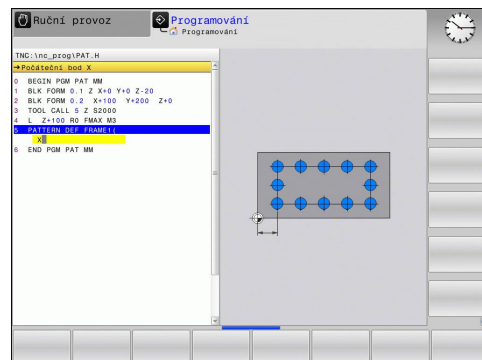 Ruční provoz
Programování
Programování
TNC:\nc_prog\PAT.H
→Počáteční bod X
0 BEGIN PGM PAT MM
1 BLK FORM 0.1 Z X+0 Y+0 Z-20
2 BLK FORM 0.2 X+100 Y+200 Z+0
3 TOOL CALL 5 Z S2000
4 L Z+100 R0 FMAX M3
5 PATTERN DEF FRAME1(
X
6 END PGM PAT MM